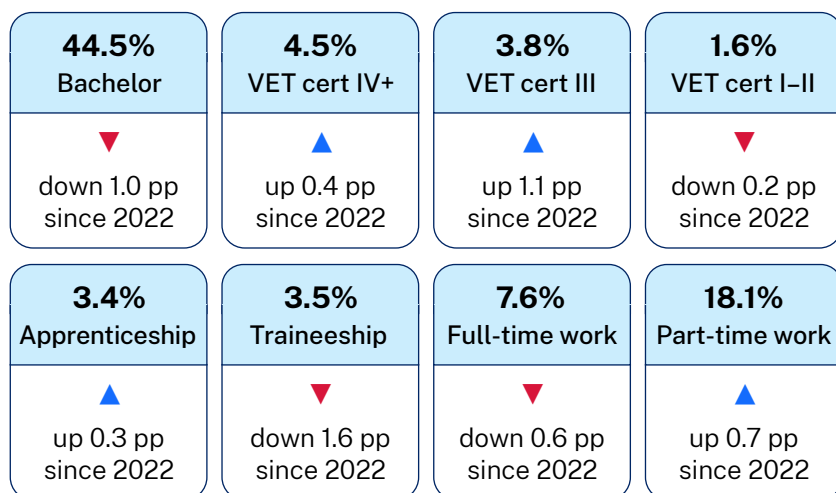 44.5%
Bachelor
down 1.0 pp
since 2022
4.5%
VET cert IV+
up 0.4 pp
since 2022
3.8%
VET cert III
up 1.1 pp
since 2022
1.6%
VET cert I–II
down 0.2 pp
since 2022
3.4%
Apprenticeship
up 0.3 pp
since 2022
3.5%
Traineeship
down 1.6 pp
since 2022
7.6%
Full-time work
down 0.6 pp
since 2022
18.1%
Part-time work
up 0.7 pp
since 2022